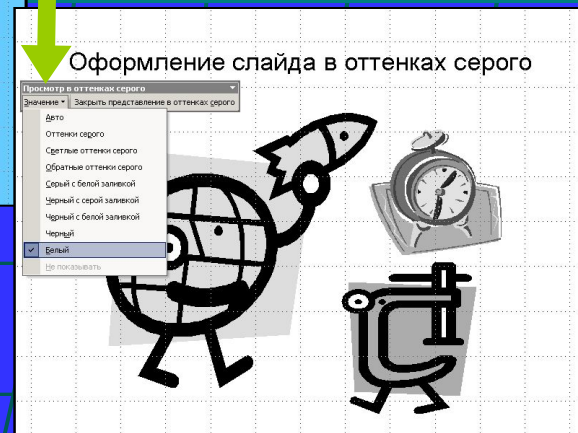 Оформление слайда в оттенках серого
Просмотр в оттенках серого
Значение Закрыть представление в оттенках серого
Авто
Оттенки серого
Светлые оттенки серого
Обратные оттенки серого
Серый с белой заливкой
Черный с серой заливкой
Черный с белой заливкой
Черный
Белый
Не показывать